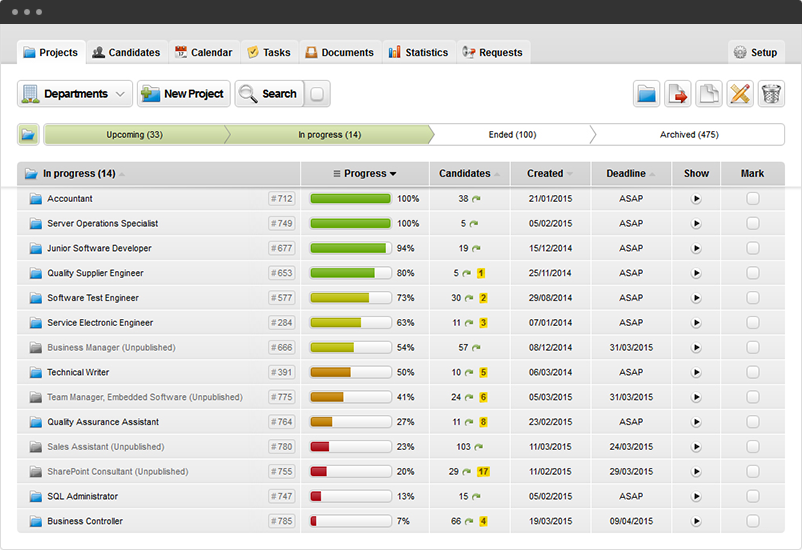 Projects Candidates Calendar Tasks Documents Statistics Requests Setup
Departments New Project Search
Upcoming (33) In progress (14) Ended (100) Archived (475)
In progress (14) Progress Candidates Created Deadline Show Mark
Accountant #712 100% 38 21/01/2015 ASAP
Server Operations Specialist #749 100% 5 05/02/2015 ASAP
Junior Software Developer #677 94% 19 15/12/2014 ASAP
Quality Supplier Engineer #653 80% 5 1 25/11/2014 ASAP
Software Test Engineer #577 73% 30 2 29/08/2014 ASAP
Service Electronic Engineer #284 63% 11 3 07/01/2014 ASAP
Business Manager (Unpublished) #666 54% 57 08/12/2014 31/03/2015
Technical Writer #391 50% 10 5 06/03/2014 ASAP
Team Manager, Embedded Software (Unpublished) #775 41% 24 6 05/03/2015 31/03/2015
Quality Assurance Assistant #764 27% 11 8 23/02/2015 ASAP
Sales Assistant (Unpublished) #780 23% 103 11/03/2015 24/03/2015
SharePoint Consultant (Unpublished) #755 20% 29 17 11/02/2015 29/03/2015
SQL Administrator #747 13% 15 05/02/2015 ASAP
Business Controller #785 7% 66 4 19/03/2015 09/04/2015